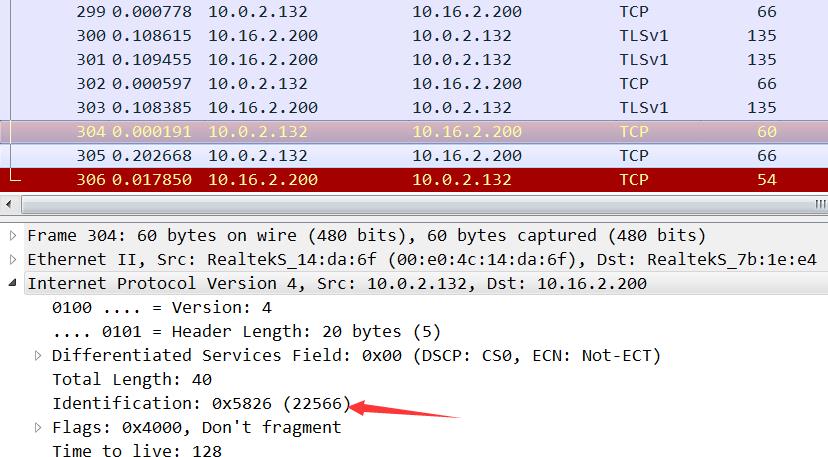 299 0.000778 10.0.2.132 10.16.2.200 TCP 66
300 0.108615 10.16.2.200 10.0.2.132 TLSv1 135
301 0.109455 10.16.2.200 10.0.2.132 TLSv1 135
302 0.000597 10.0.2.132 10.16.2.200 TCP 66
303 0.108385 10.16.2.200 10.0.2.132 TLSv1 135
304 0.000191 10.0.2.132 10.16.2.200 TCP 60
305 0.202668 10.0.2.132 10.16.2.200 TCP 66
306 0.017850 10.16.2.200 10.0.2.132 TCP 54
Frame 304: 60 bytes on wire (480 bits), 60 bytes captured (480 bits)
Ethernet II, Src: RealtekS_14:da:6f (00:e0:4c:14:da:6f), Dst: RealtekS_7b:1e:e4
Internet Protocol Version 4, Src: 10.0.2.132, Dst: 10.16.2.200
0100 .... = Version: 4
.... 0101 = Header Length: 20 bytes (5)
Differentiated Services Field: 0x00 (DSCP: CS0, ECN: Not-ECT)
Total Length: 40
Identification: 0x5826 (22566)
Flags: 0x4000, Don't fragment
Time to live: 128